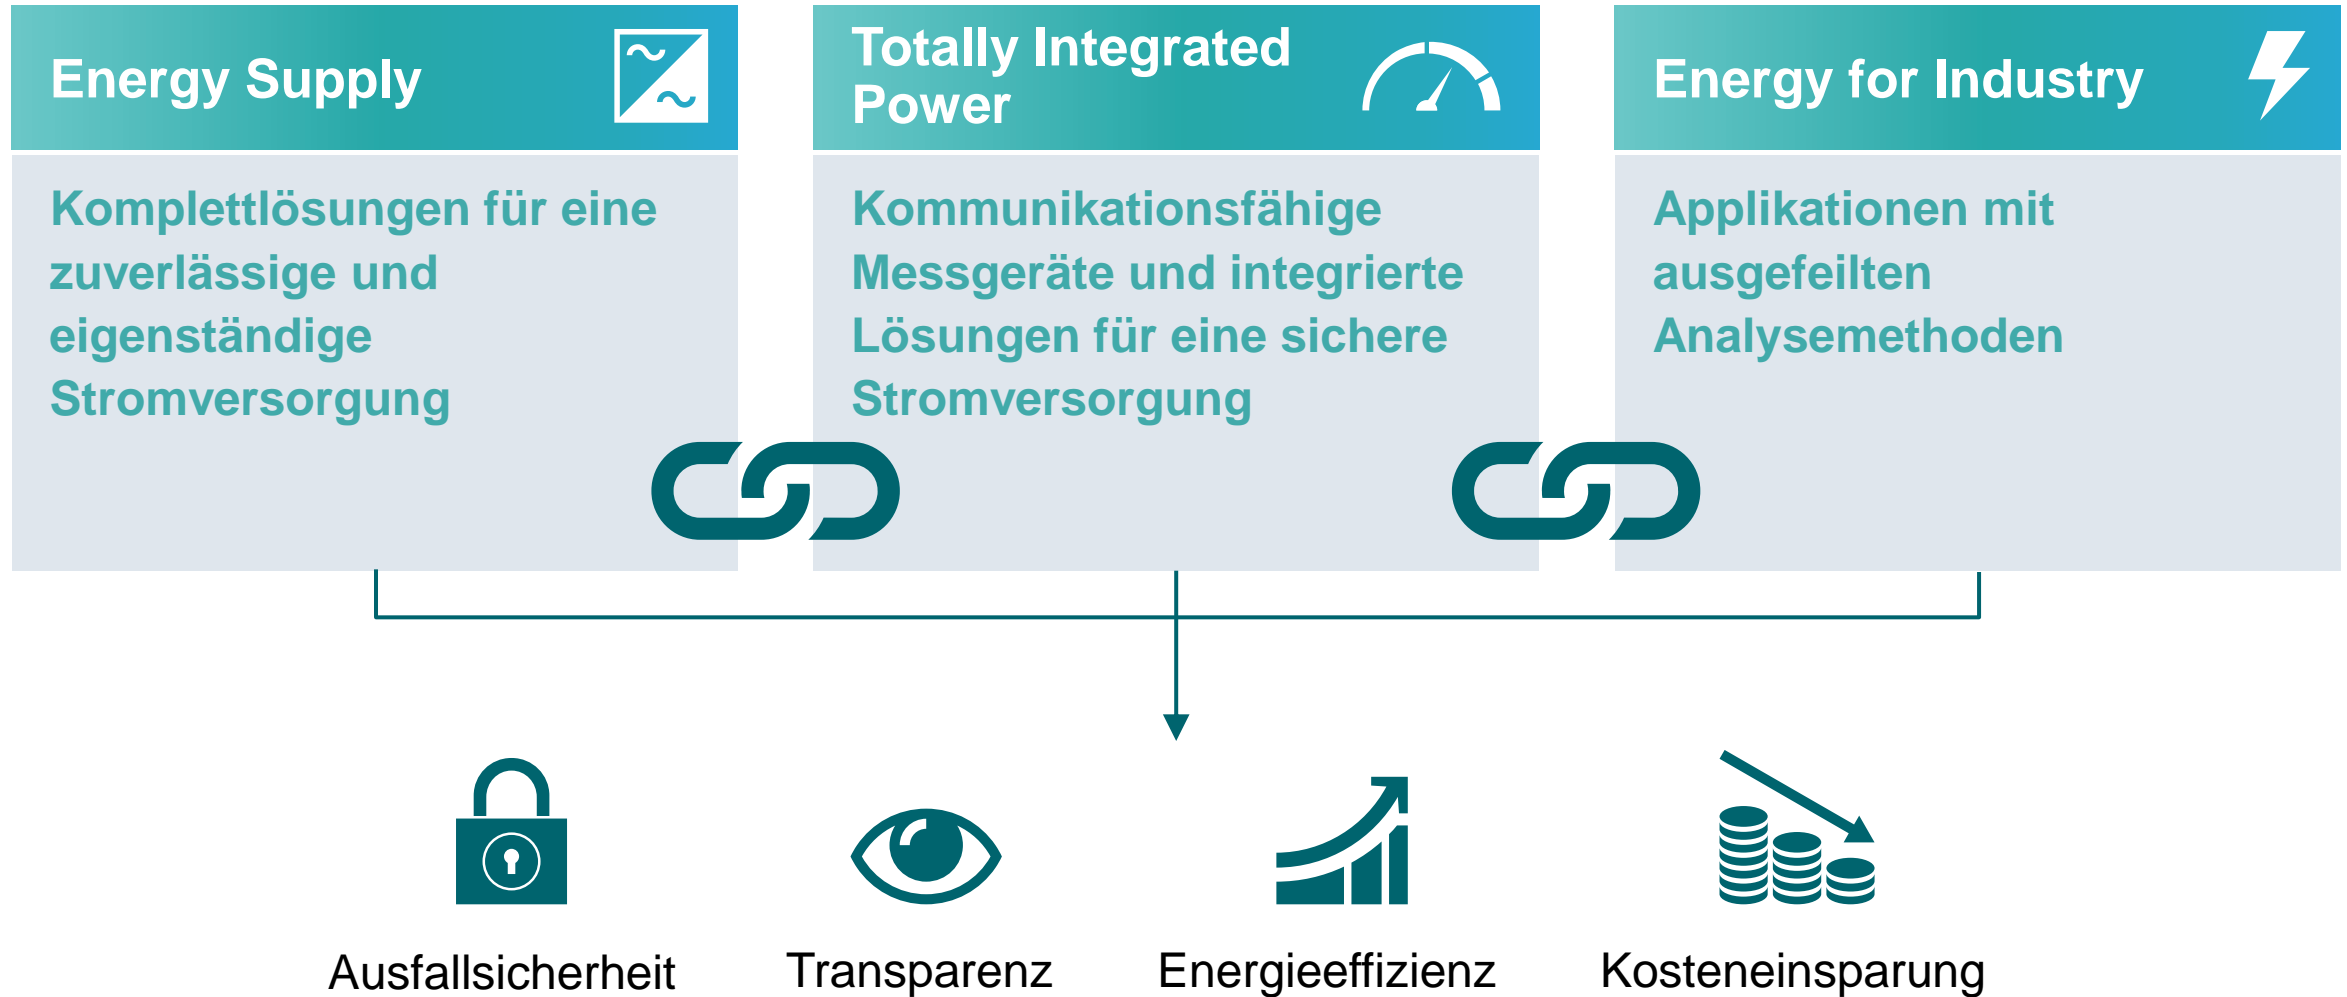 Energy Supply
Komplettlösungen für eine
zuverlässige und
eigenständige
Stromversorgung
Totally Integrated
Power
Kommunikationsfähige
Messgeräte und integrierte
Lösungen für eine sichere
Stromversorgung
Energy for Industry
Applikationen mit
ausgefeilten
Analysemethoden
Ausfallsicherheit
Transparenz
Energieeffizienz
Kosteneinsparung